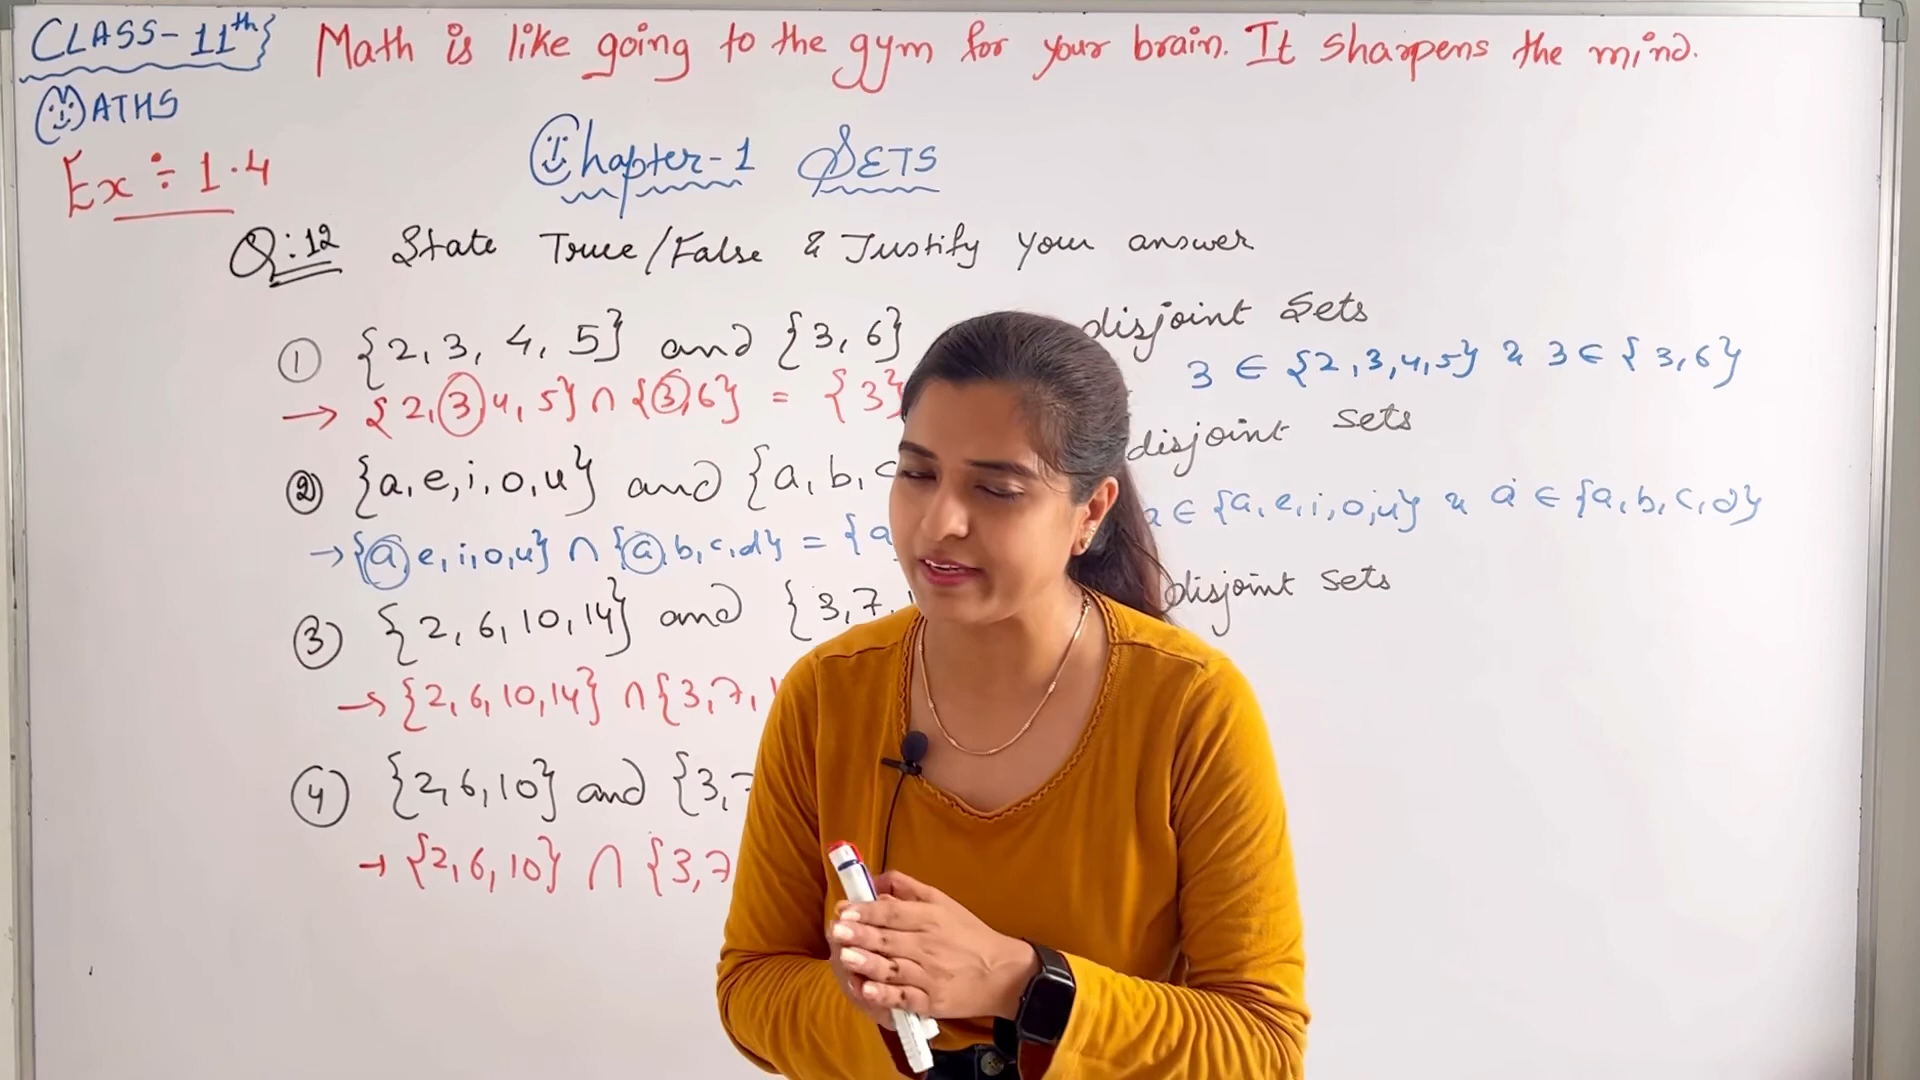 CLASS-11th} Math is like going to the gym for your brain. It sharpens the mind.
MATHS
Chapter-1 SETS
Ex ÷ 1.4
Q:12 State True/False & Justify your answer
① {2, 3, 4, 5} and {3, 6} disjoint Sets
3 ∈ {2,3,4,5} & 3 ∈ {3,6}
→ {2,3,4,5} ∩ {3,6} = {3}
disjoint sets
② {a, e, i, o, u} and {a, b, c
a ∈ {a,e,i,o,u} & a ∈ {a,b,c,d}
→ {a, e, i, o, u} ∩ {a, b, c, d} = {a
③ {2, 6, 10, 14} and {3, 7, disjoint sets
→ {2, 6, 10, 14} ∩ {3, 7, 1
④ {2, 6, 10} and {3, 7
→ {2, 6, 10} ∩ {3, 7